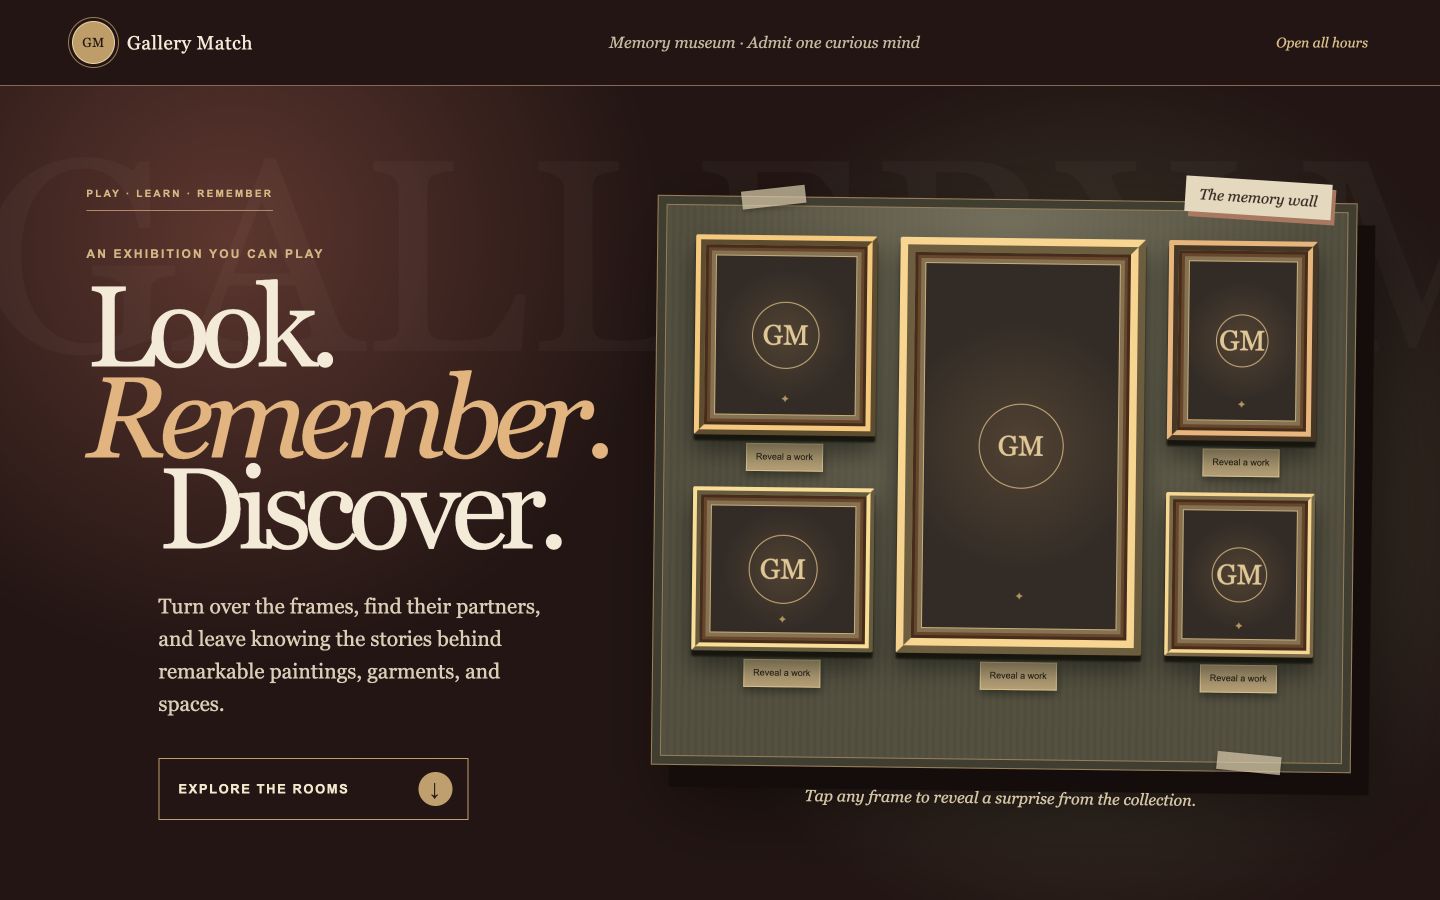 GM
Gallery Match
Memory museum · Admit one curious mind
Open all hours
GALLERY M
PLAY · LEARN · REMEMBER
AN EXHIBITION YOU CAN PLAY
Look.
Remember.
Discover.
Turn over the frames, find their partners,
and leave knowing the stories behind
remarkable paintings, garments, and
spaces.
EXPLORE THE ROOMS ↓
The memory wall
GM
Reveal a work
GM
Reveal a work
GM
Reveal a work
GM
Reveal a work
GM
Reveal a work
Tap any frame to reveal a surprise from the collection.